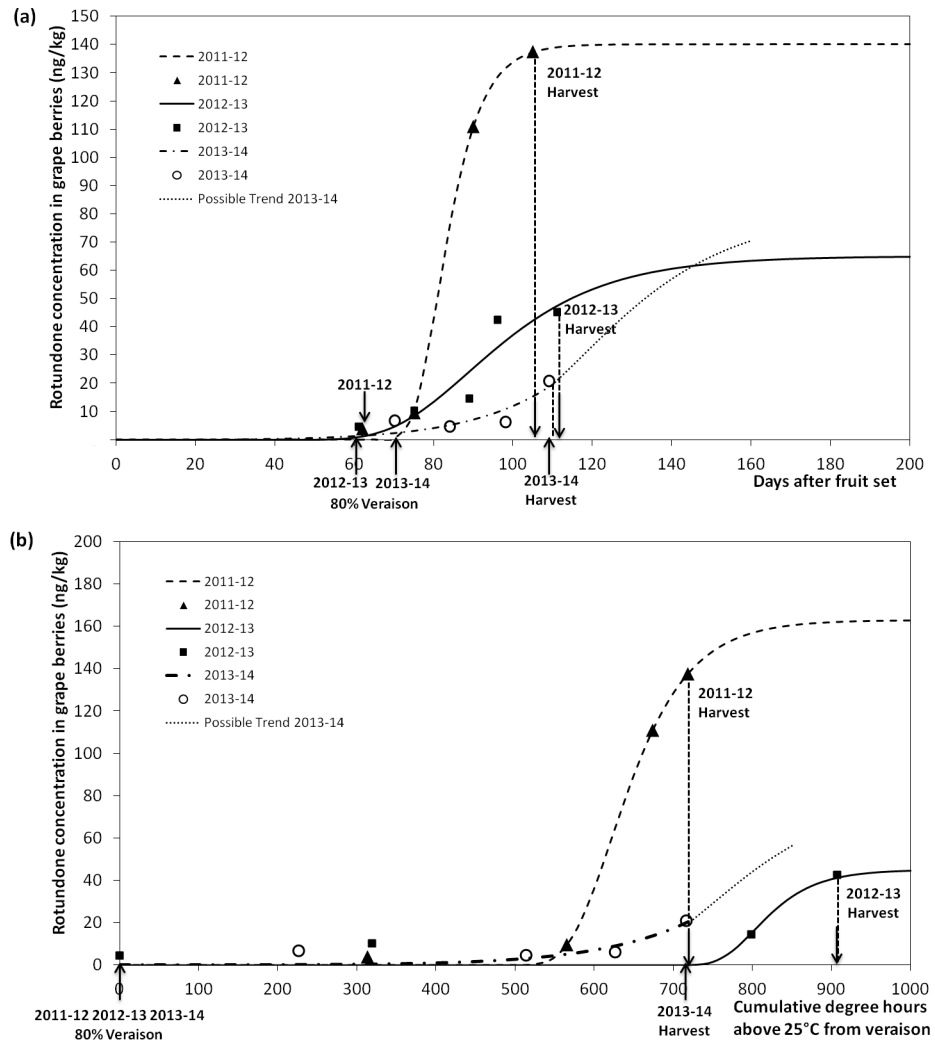 (a)
Rotundone concentration in grape berries (ng/kg)
150
140
130
120
110
100
90
80
70
60
50
40
30
20
10
2011-12
2011-12
2012-13
2012-13
2013-14
2013-14
Possible Trend 2013-14
2011-12
Harvest
2012-13
Harvest
2011-12
0 20 40 60 80 100 120 140 160 180 200
2012-13 2013-14
80% Veraison
2013-14
Harvest
Days after fruit set
(b)
Rotundone concentration in grape berries (ng/kg)
200
180
160
140
120
100
80
60
40
20
0
2011-12
2011-12
2012-13
2012-13
2013-14
2013-14
Possible Trend 2013-14
2011-12
Harvest
2012-13
Harvest
0 100 200 300 400 500 600 700 800 900 1000
2011-12 2012-13 2013-14
80% Veraison
2013-14
Harvest
Cumulative degree hours
above 25°C from veraison